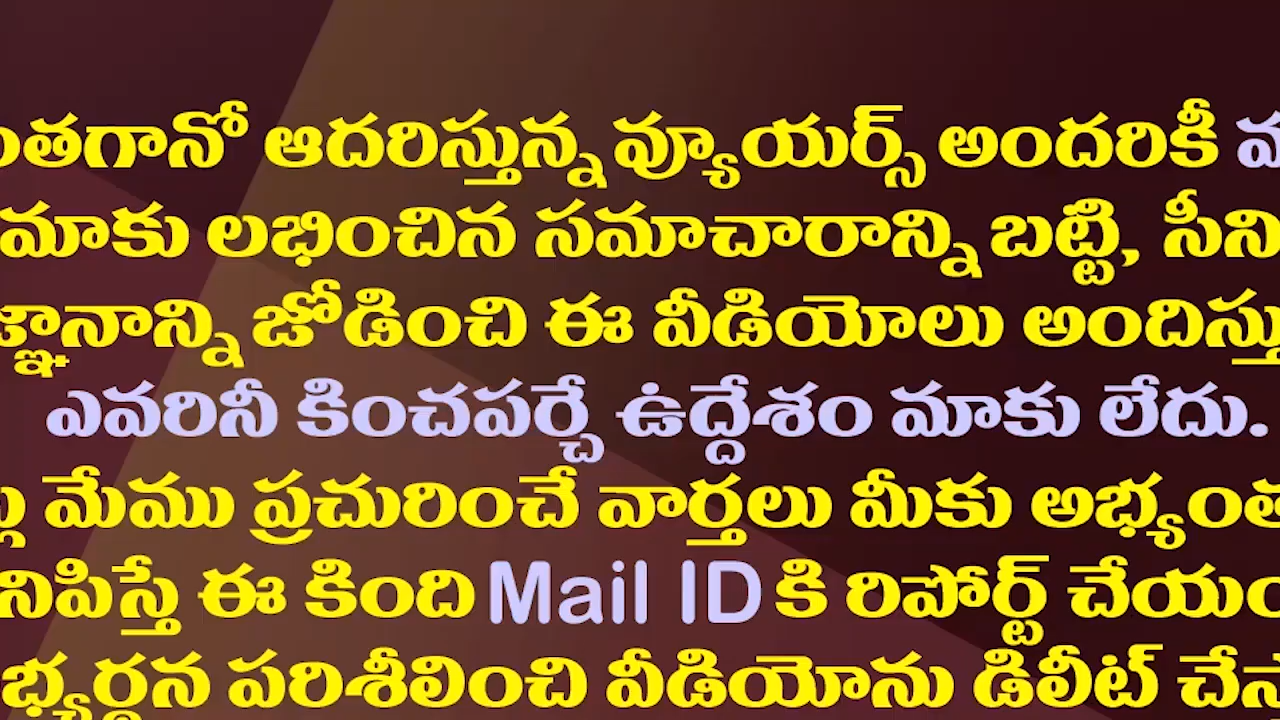 ంతగానో ఆదరిస్తున్న వ్యూయర్స్ అందరికీ
మాకు లభించిన సమాచారాన్ని బట్టి, సీని
జ్ఞానాన్ని జోడించి ఈ వీడియోలు అందిస్తు
ఎవరినీ కించపర్చే ఉద్దేశం మాకు లేదు.
మేము ప్రచురించే వార్తలు మీకు అభ్యంత
నిపిస్తే ఈ కింది Mail ID కి రిపోర్ట్ చేయం
భ్యర్థన పరిశీలించి వీడియోను డిలీట్ చేస